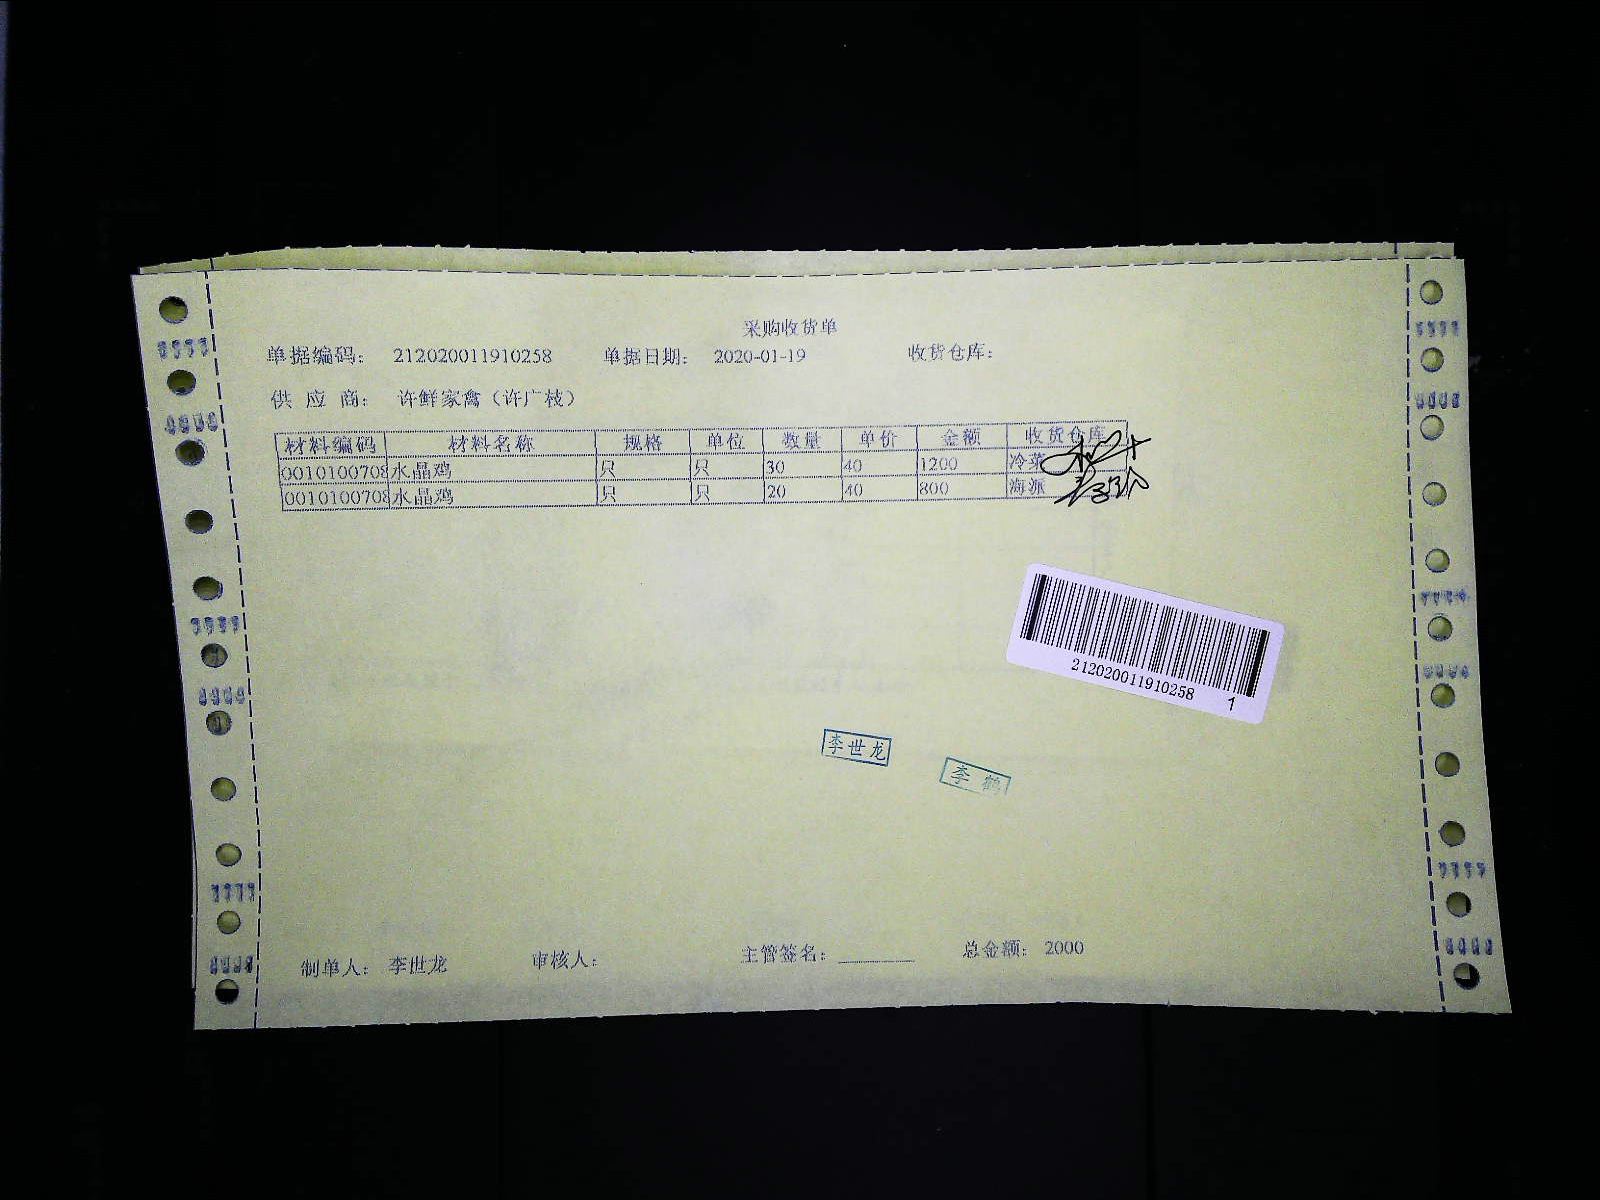 采购收货单
单据编码: 212020011910258 单据日期: 2020-01-19 收货仓库:
供 应 商: 许鲜家禽（许广枝）
材料编码 材料名称 规格 单位 数量 单价 金额 收货仓库
0010100708 水晶鸡 只 只 30 40 1200 冷菜
0010100708 水晶鸡 只 只 20 40 800 海派
212020011910258 1
李世龙
李鹤
制单人: 李世龙 审核人: 主管签名: 总金额: 2000